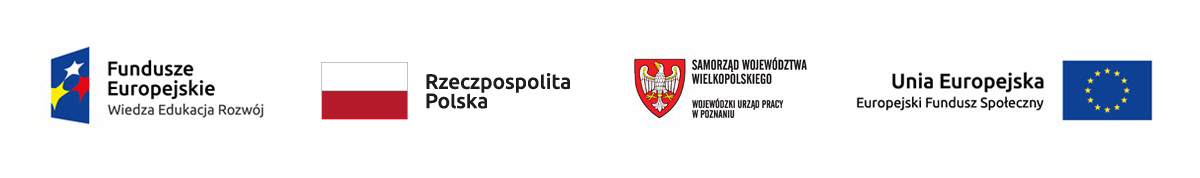 Fundusze
Europejskie
Wiedza Edukacja Rozwój
Rzeczpospolita
Polska
SAMORZĄD WOJEWÓDZTWA
WIELKOPOLSKIEGO
WOJEWÓDZKI URZĄD PRACY
W POZNANIU
Unia Europejska
Europejski Fundusz Społeczny